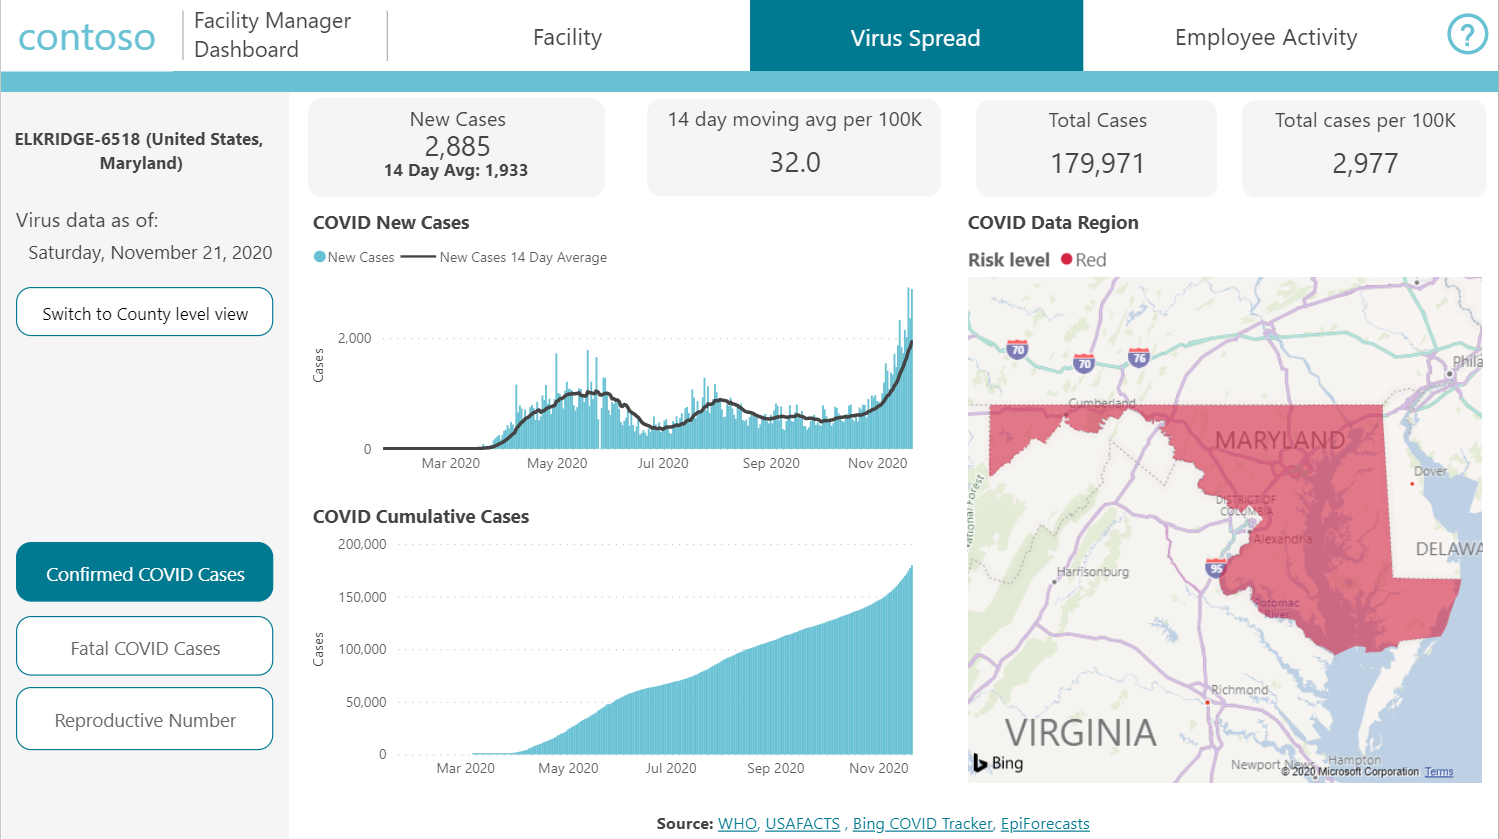 contoso
Facility Manager
Dashboard
Facility
Virus Spread
Employee Activity
?
ELKRIDGE-6518 (United States,
Maryland)
Virus data as of:
Saturday, November 21, 2020
Switch to County level view
Confirmed COVID Cases
Fatal COVID Cases
Reproductive Number
New Cases
2,885
14 Day Avg: 1,933
14 day moving avg per 100K
32.0
Total Cases
179,971
Total cases per 100K
2,977
COVID New Cases
New Cases
New Cases 14 Day Average
Cases
2,000
0
Mar 2020
May 2020
Jul 2020
Sep 2020
Nov 2020
COVID Cumulative Cases
Cases
200,000
150,000
100,000
50,000
0
Mar 2020
May 2020
Jul 2020
Sep 2020
Nov 2020
COVID Data Region
Risk level
Red
70
70
76
Phila
Cumberland
MARYLAND
Dover
ational Forest
DISTRICT OF
COLUMBIA
Alexandria
DELAWA
95
Harrisonburg
Potomac
River
Richmond
VIRGINIA
Bing
Newport News
Hampton
© 2020 Microsoft Corporation
Terms
Source: WHO, USAFACTS , Bing COVID Tracker, EpiForecasts